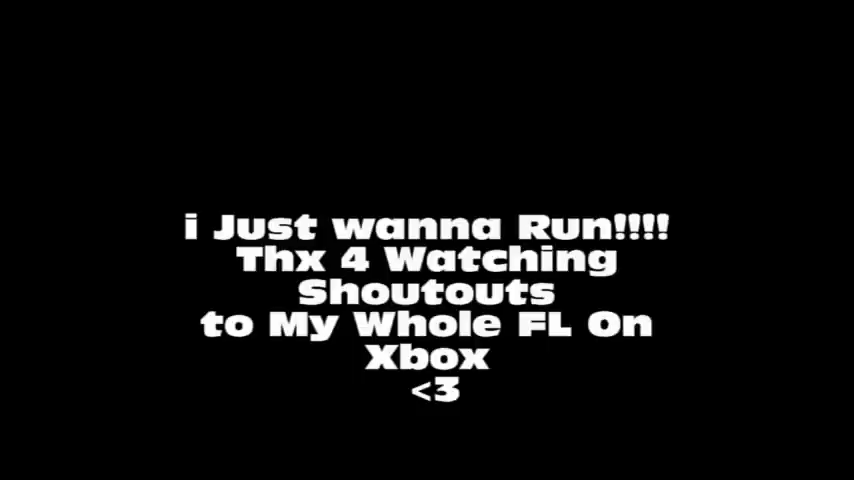 i Just wanna Run!!!!
Thx 4 Watching
Shoutouts
to My Whole FL On
Xbox
<3